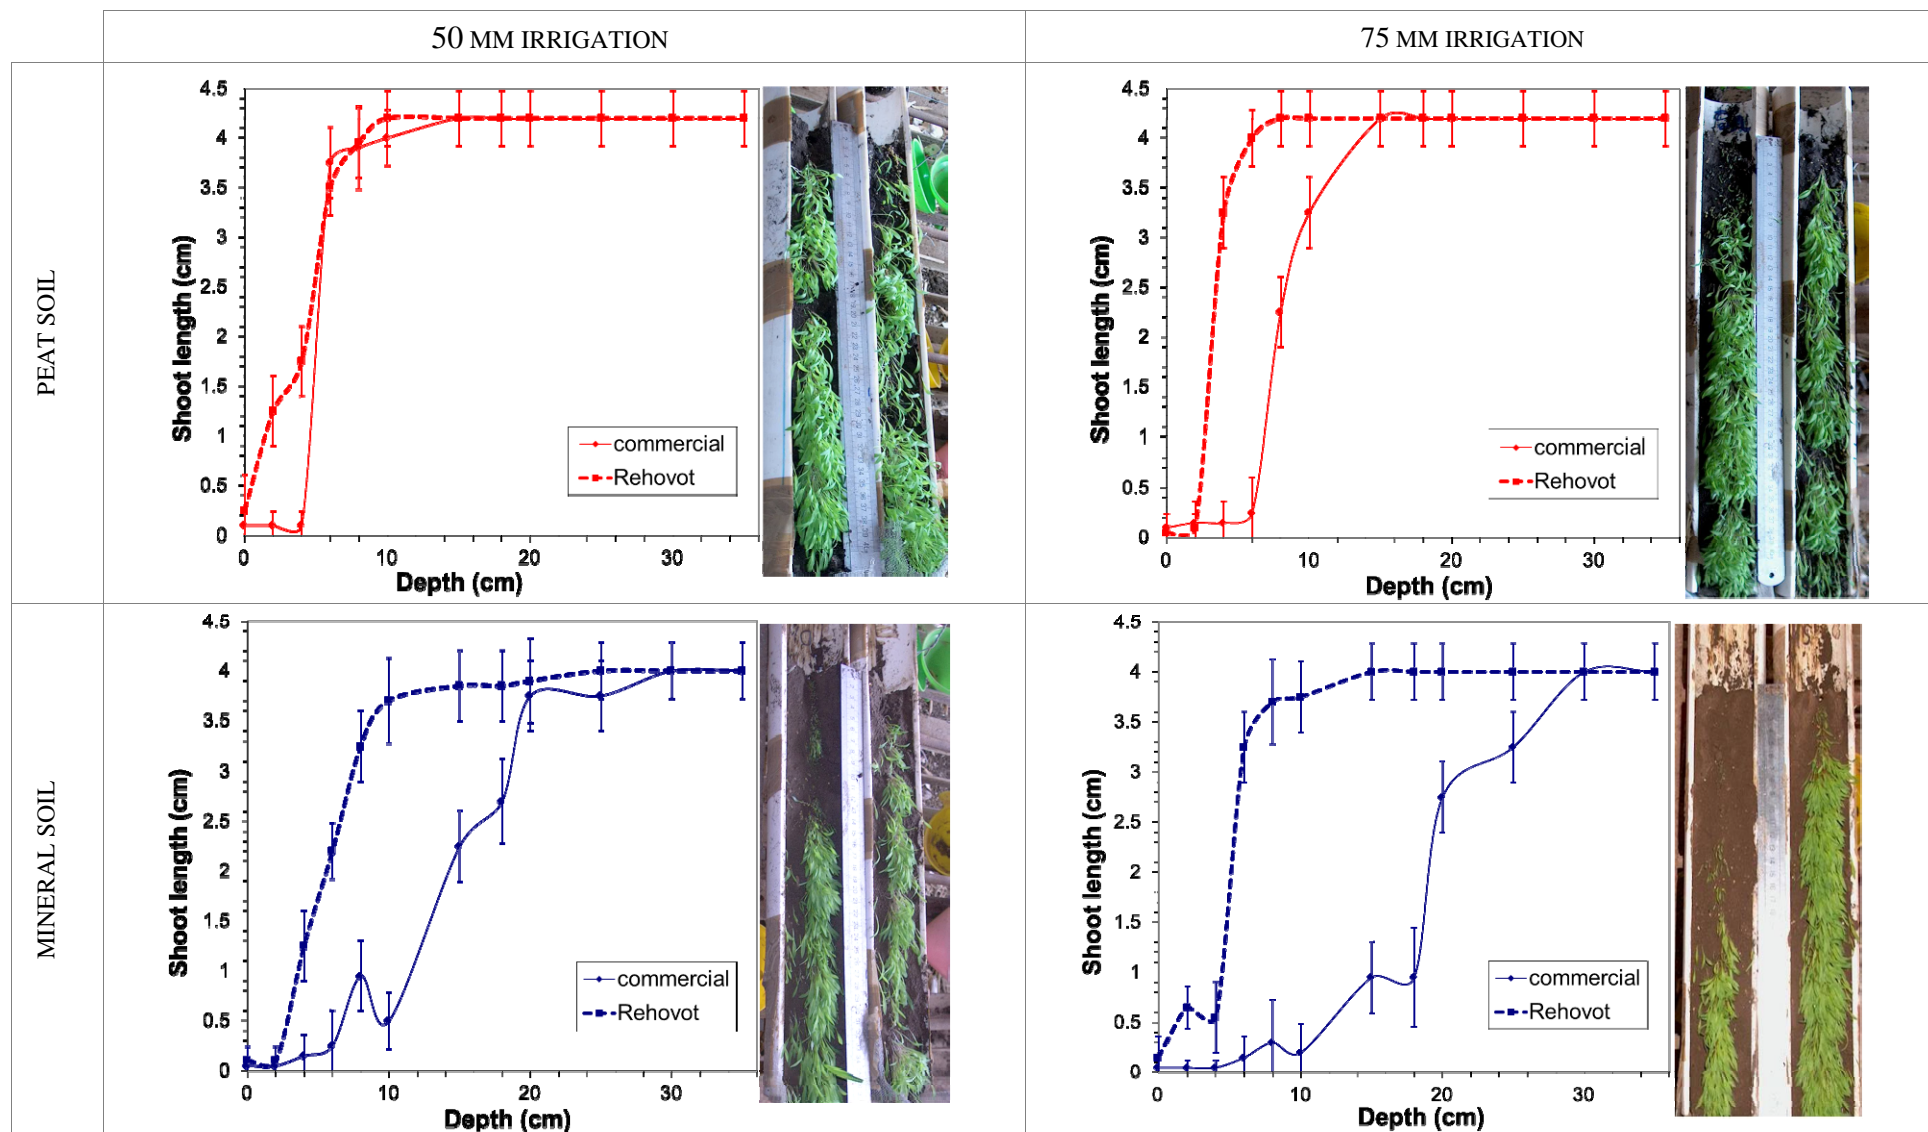 50 MM IRRIGATION
75 MM IRRIGATION
PEAT SOIL
Shoot length (cm)
4.5
4
3.5
3
2.5
2
1.5
1
0.5
0
0 10 20 30
Depth (cm)
commercial
Rehovot
Shoot length (cm)
4.5
4
3.5
3
2.5
2
1.5
1
0.5
0
0 10 20 30
Depth (cm)
commercial
Rehovot
MINERAL SOIL
Shoot length (cm)
4.5
4
3.5
3
2.5
2
1.5
1
0.5
0
0 10 20 30
Depth (cm)
commercial
Rehovot
Shoot length (cm)
4.5
4
3.5
3
2.5
2
1.5
1
0.5
0
0 10 20 30
Depth (cm)
commercial
Rehovot